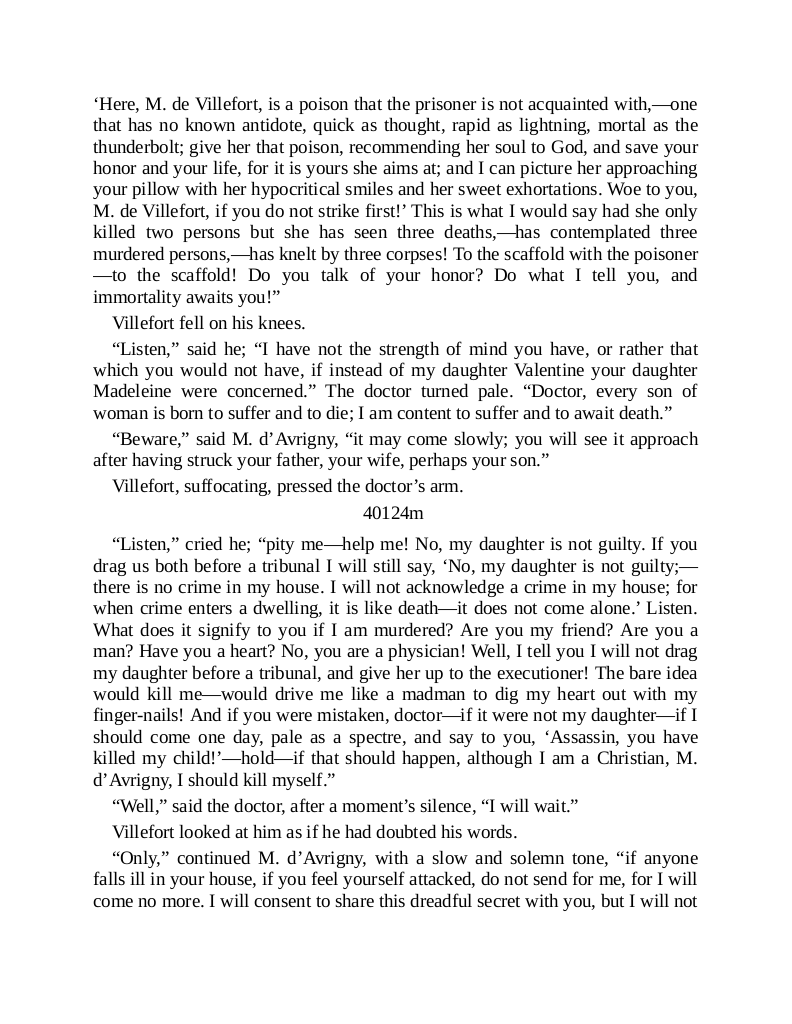 ‘Here, M. de Villefort, is a poison that the prisoner is not acquainted with,—one
that has no known antidote, quick as thought, rapid as lightning, mortal as the
thunderbolt; give her that poison, recommending her soul to God, and save your
honor and your life, for it is yours she aims at; and I can picture her approaching
your pillow with her hypocritical smiles and her sweet exhortations. Woe to you,
M. de Villefort, if you do not strike first!’ This is what I would say had she only
killed two persons but she has seen three deaths,—has contemplated three
murdered persons,—has knelt by three corpses! To the scaffold with the poisoner
—to the scaffold! Do you talk of your honor? Do what I tell you, and
immortality awaits you!”
Villefort fell on his knees.
“Listen,” said he; “I have not the strength of mind you have, or rather that
which you would not have, if instead of my daughter Valentine your daughter
Madeleine were concerned.” The doctor turned pale. “Doctor, every son of
woman is born to suffer and to die; I am content to suffer and to await death.”
“Beware,” said M. d’Avrigny, “it may come slowly; you will see it approach
after having struck your father, your wife, perhaps your son.”
Villefort, suffocating, pressed the doctor’s arm.
40124m
“Listen,” cried he; “pity me—help me! No, my daughter is not guilty. If you
drag us both before a tribunal I will still say, ‘No, my daughter is not guilty;—
there is no crime in my house. I will not acknowledge a crime in my house; for
when crime enters a dwelling, it is like death—it does not come alone.’ Listen.
What does it signify to you if I am murdered? Are you my friend? Are you a
man? Have you a heart? No, you are a physician! Well, I tell you I will not drag
my daughter before a tribunal, and give her up to the executioner! The bare idea
would kill me—would drive me like a madman to dig my heart out with my
finger-nails! And if you were mistaken, doctor—if it were not my daughter—if I
should come one day, pale as a spectre, and say to you, ‘Assassin, you have
killed my child!’—hold—if that should happen, although I am a Christian, M.
d’Avrigny, I should kill myself.”
“Well,” said the doctor, after a moment’s silence, “I will wait.”
Villefort looked at him as if he had doubted his words.
“Only,” continued M. d’Avrigny, with a slow and solemn tone, “if anyone
falls ill in your house, if you feel yourself attacked, do not send for me, for I will
come no more. I will consent to share this dreadful secret with you, but I will not